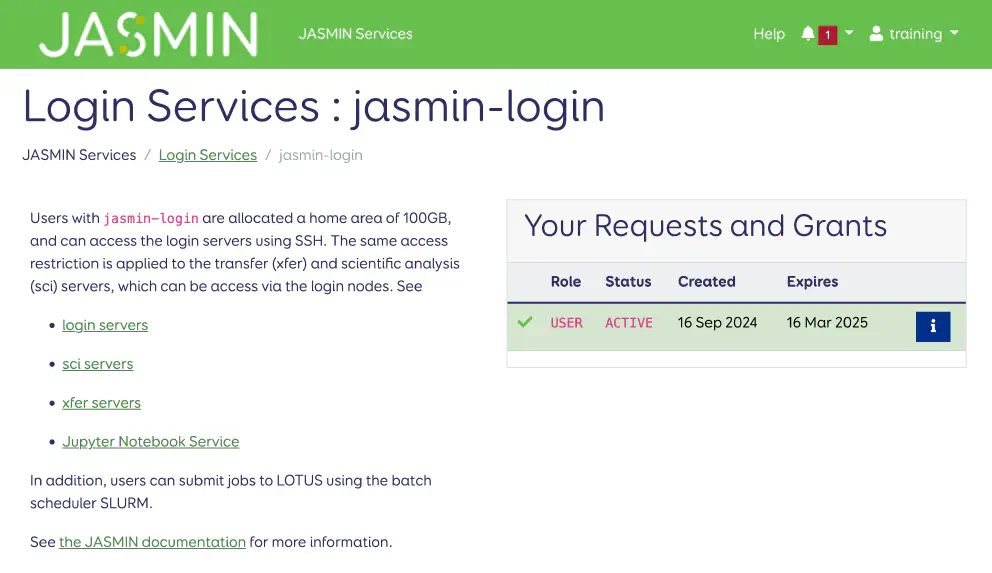 JASMIN JASMIN Services Help 1 training
Login Services : jasmin-login
JASMIN Services / Login Services / jasmin-login
Users with jasmin-login are allocated a home area of 100GB,
and can access the login servers using SSH. The same access
restriction is applied to the transfer (xfer) and scientific analysis
(sci) servers, which can be access via the login nodes. See
• login servers
• sci servers
• xfer servers
• Jupyter Notebook Service
In addition, users can submit jobs to LOTUS using the batch
scheduler SLURM.
See the JASMIN documentation for more information.
Your Requests and Grants
Role Status Created Expires
USER ACTIVE 16 Sep 2024 16 Mar 2025 i